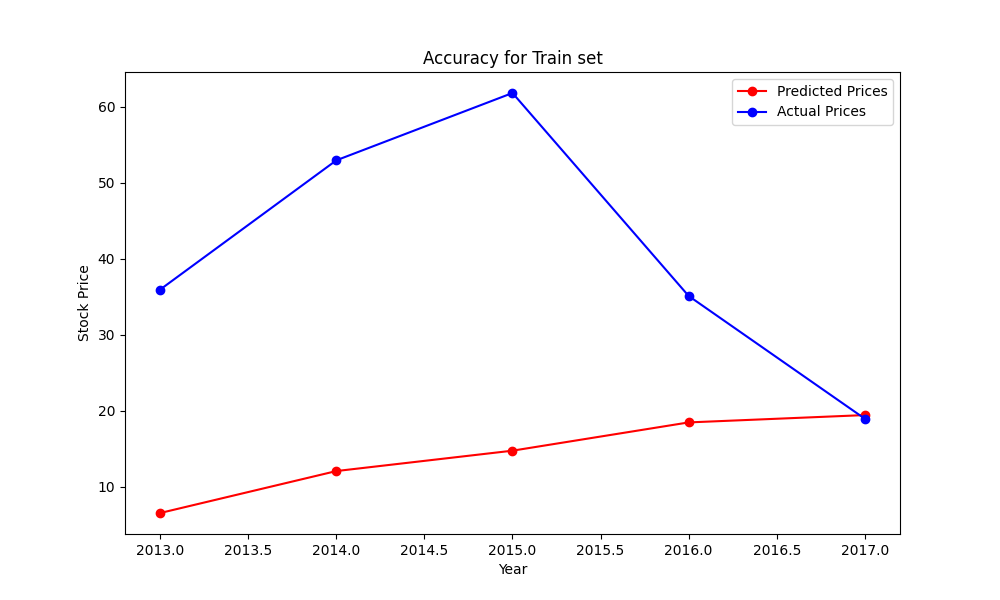 Accuracy for Train set
Predicted Prices
Actual Prices
60
50
40
30
20
10
Stock Price
2013.0 2013.5 2014.0 2014.5 2015.0 2015.5 2016.0 2016.5 2017.0
Year